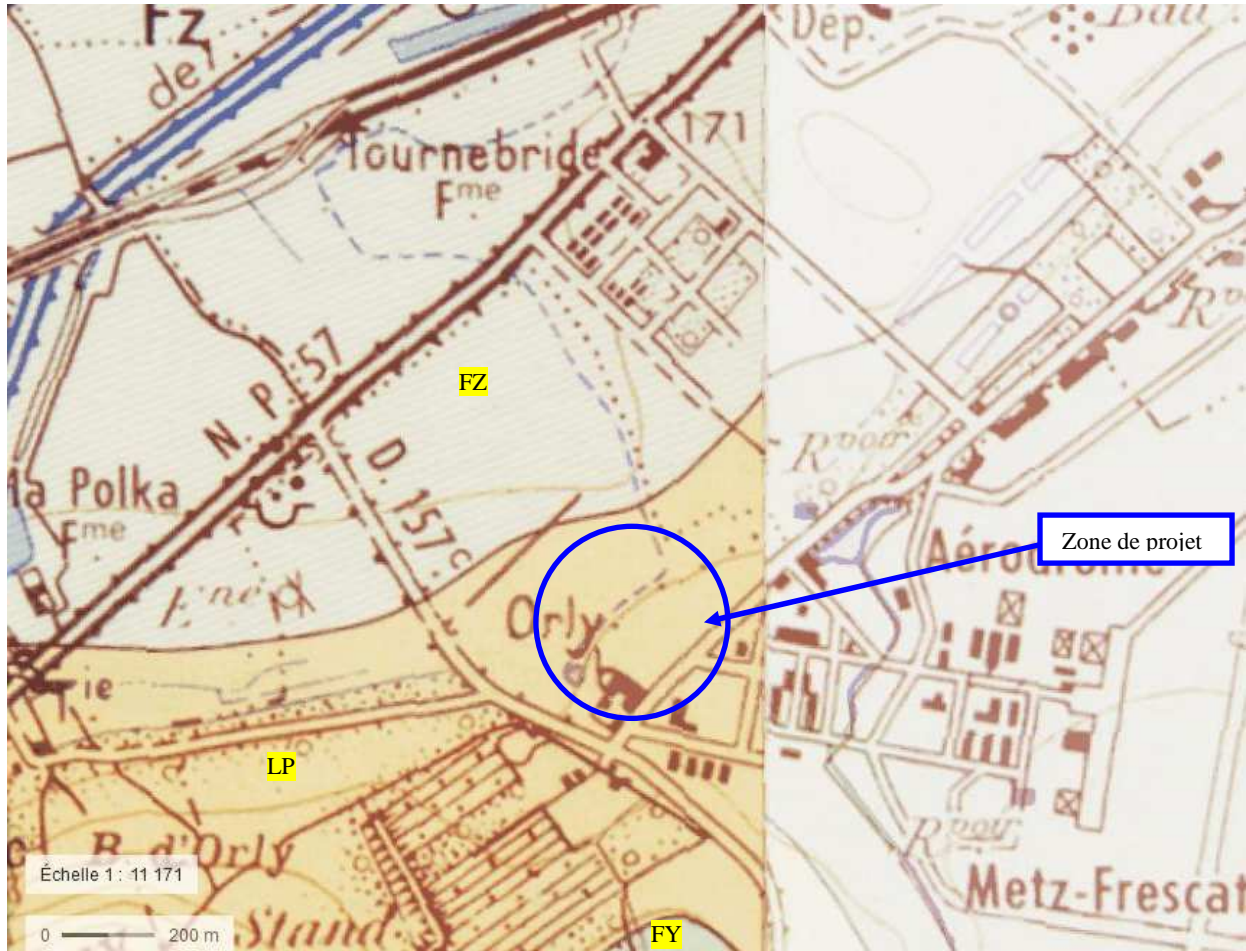 Fz
de
Dép.
Tournebride
Fme
171
N. P. 57
FZ
D. 157c
la Polka
Fme
Rvoir
Zone de projet
Aérodrome
Orly
LP
B. d'Orly
Échelle 1 : 11 171
0 200 m
Stand
FY
Rvoir
Metz-Frescat